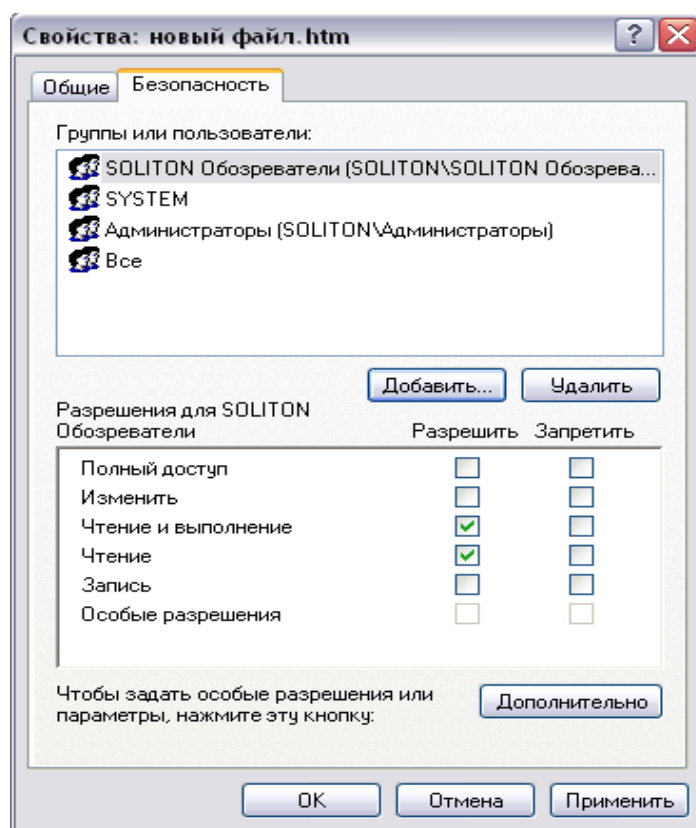 Свойства: новый файл.htm
Общие Безопасность
Группы или пользователи:
SOLITON Обозреватели (SOLITON\SOLITON Обозрева...
SYSTEM
Администраторы (SOLITON\Администраторы)
Все
Добавить... Удалить
Разрешения для SOLITON
Обозреватели Разрешить Запретить
Полный доступ
Изменить
Чтение и выполнение
Чтение
Запись
Особые разрешения
Чтобы задать особые разрешения или
параметры, нажмите эту кнопку: Дополнительно
OK Отмена Применить